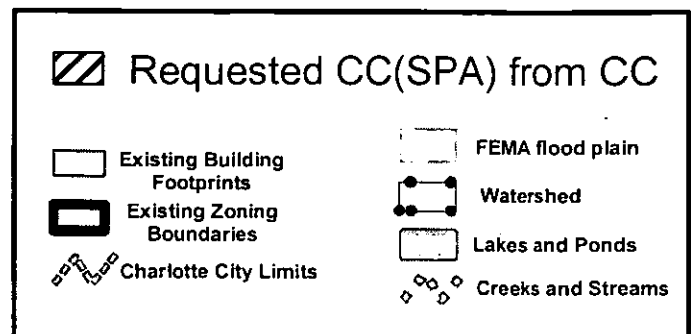 Requested CC(SPA) from CC
Existing Building
Footprints
Existing Zoning
Boundaries
Charlotte City Limits
FEMA flood plain
Watershed
Lakes and Ponds
Creeks and Streams